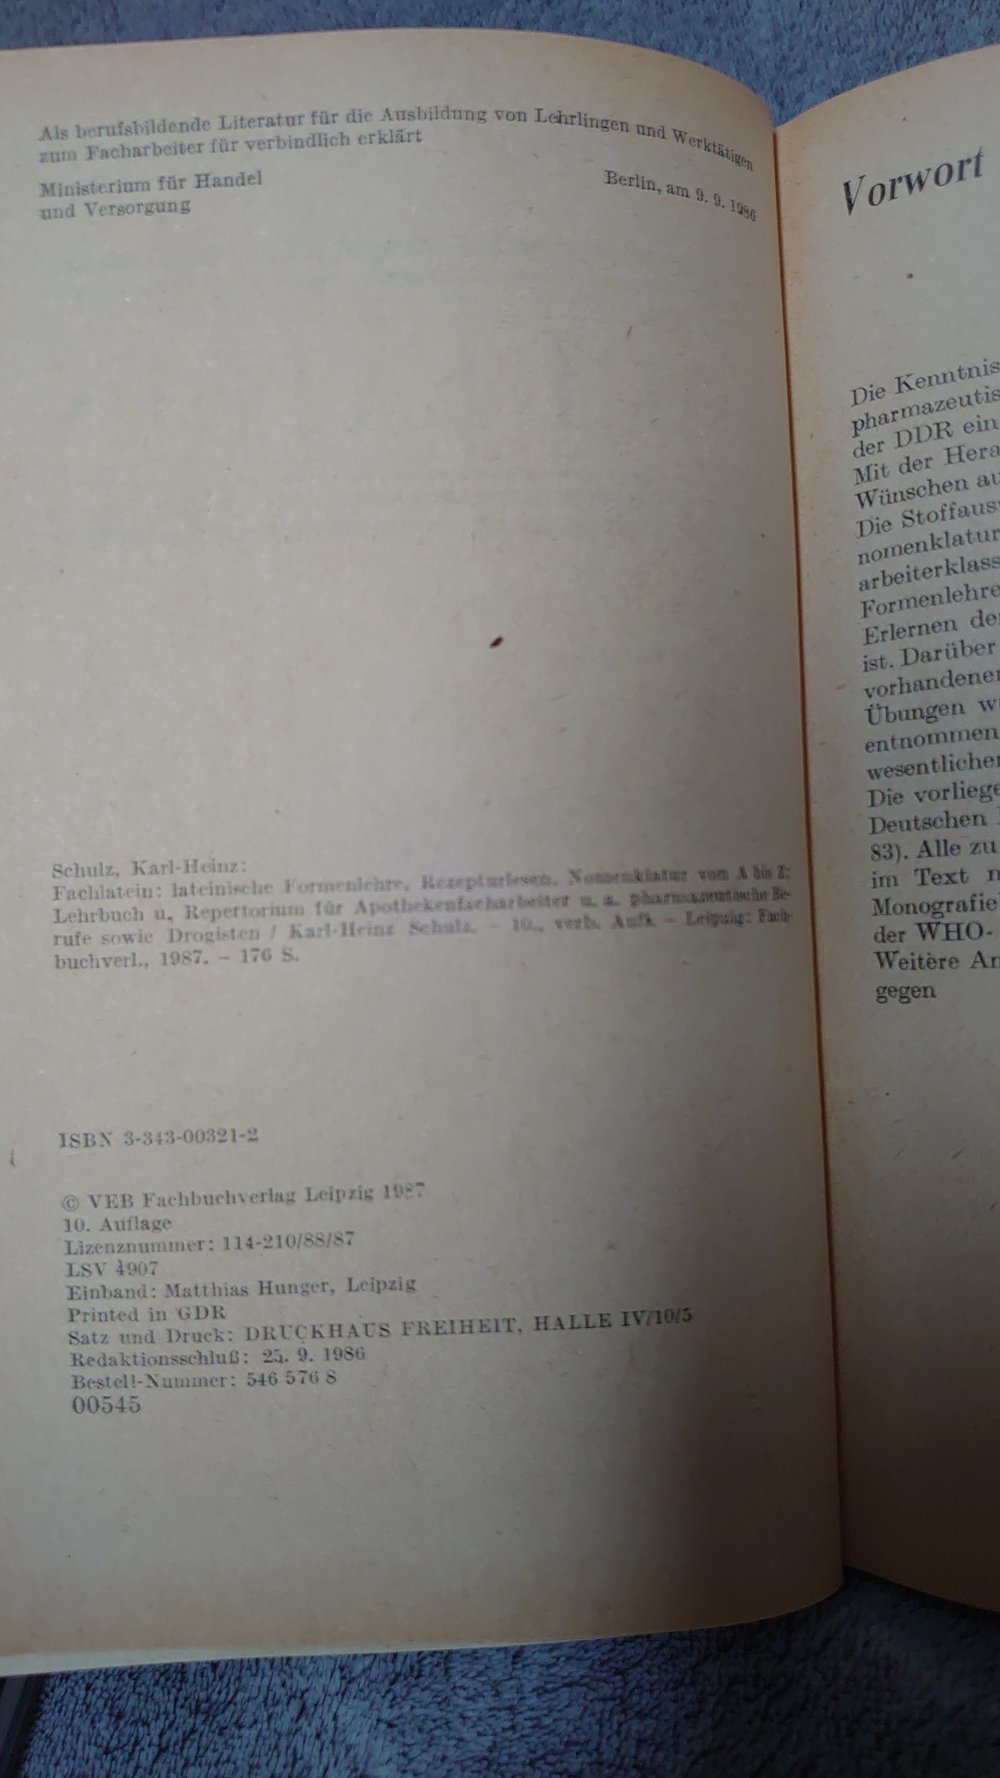 Als berufsbildende Literatur für die Ausbildung von Lehrlingen und Werktätigen
zum Facharbeiter für verbindlich erklärt
Ministerium für Handel
und Versorgung
Berlin, am 9. 9. 1986
Schulz, Karl-Heinz:
Fachlatein: lateinische Formenlehre, Rezepturlesen, Nomenklatur von A bis Z;
Lehrbuch u. Repertorium für Apothekenfacharbeiter u. a. pharmazeutische Be-
rufe sowie Drogisten / Karl-Heinz Schulz. – 10., verb. Aufl. – Leipzig: Fach-
buchverl., 1987. – 176 S.
ISBN 3-343-00321-2
© VEB Fachbuchverlag Leipzig 1987
10. Auflage
Lizenznummer: 114-210/88/87
LSV 4907
Einband: Matthias Hunger, Leipzig
Printed in GDR
Satz und Druck: DRUCKHAUS FREIHEIT, HALLE IV/10/5
Redaktionsschluß: 25. 9. 1986
Bestell-Nummer: 546 576 8
00545
Vorwort
Die Kenntnis
pharmazeutis
der DDR ein
Mit der Hera
Wünschen au
Die Stoffaus
nomenklatur
arbeiterklass
Formenlehre
Erlernen de
ist. Darüber
vorhandene
Übungen w
entnommen
wesentliche
Die vorliege
Deutschen
83). Alle zu
im Text
Monografie
der WHO-
Weitere An
gegen